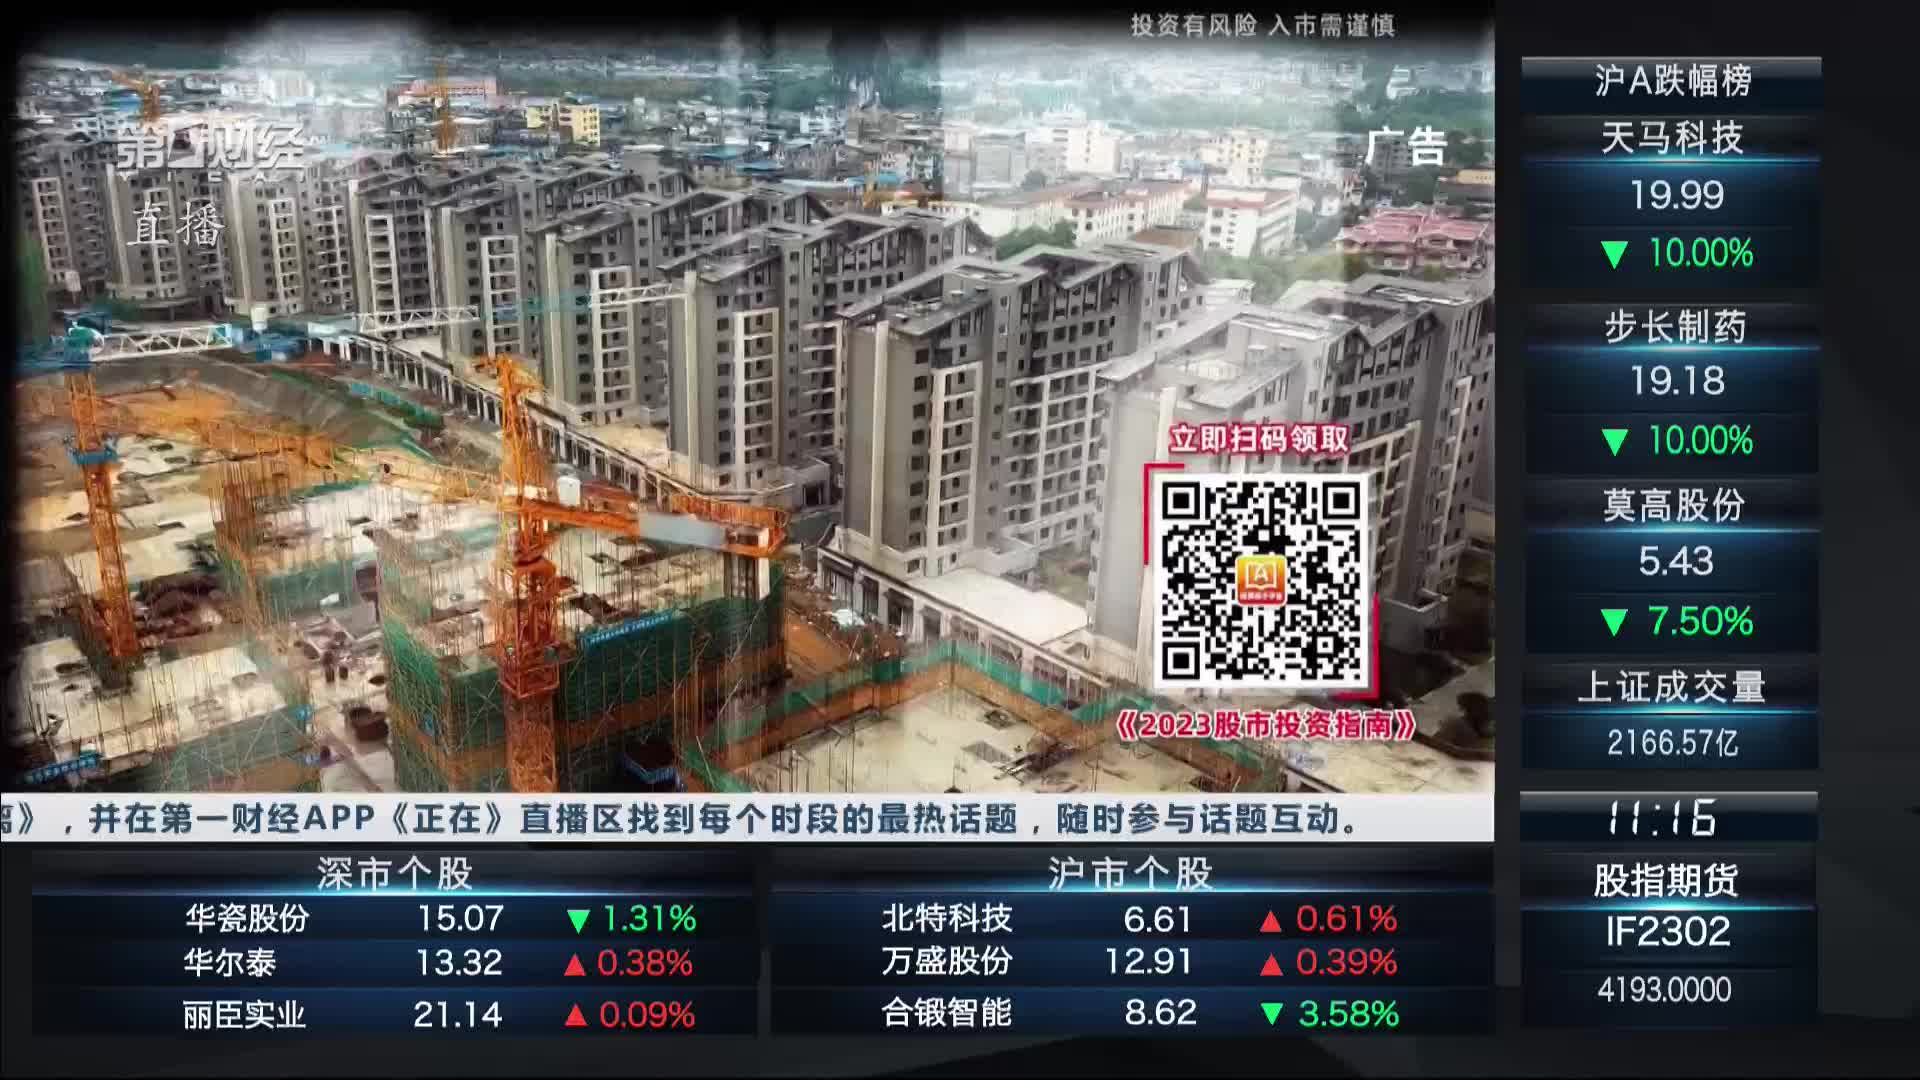 投资有风险 入市需谨慎
第一财经
YICAI
直播
广告
立即扫码领取
《2023股市投资指南》
》，并在第一财经APP《正在》直播区找到每个时段的最热话题，随时参与话题互动。
深市个股
华瓷股份 15.07 ▼ 1.31%
华尔泰 13.32 ▲ 0.38%
丽臣实业 21.14 ▲ 0.09%
沪市个股
北特科技 6.61 ▲ 0.61%
万盛股份 12.91 ▲ 0.39%
合锻智能 8.62 ▼ 3.58%
沪A跌幅榜
天马科技
19.99
▼ 10.00%
步长制药
19.18
▼ 10.00%
莫高股份
5.43
▼ 7.50%
上证成交量
2166.57亿
11:16
股指期货
IF2302
4193.0000